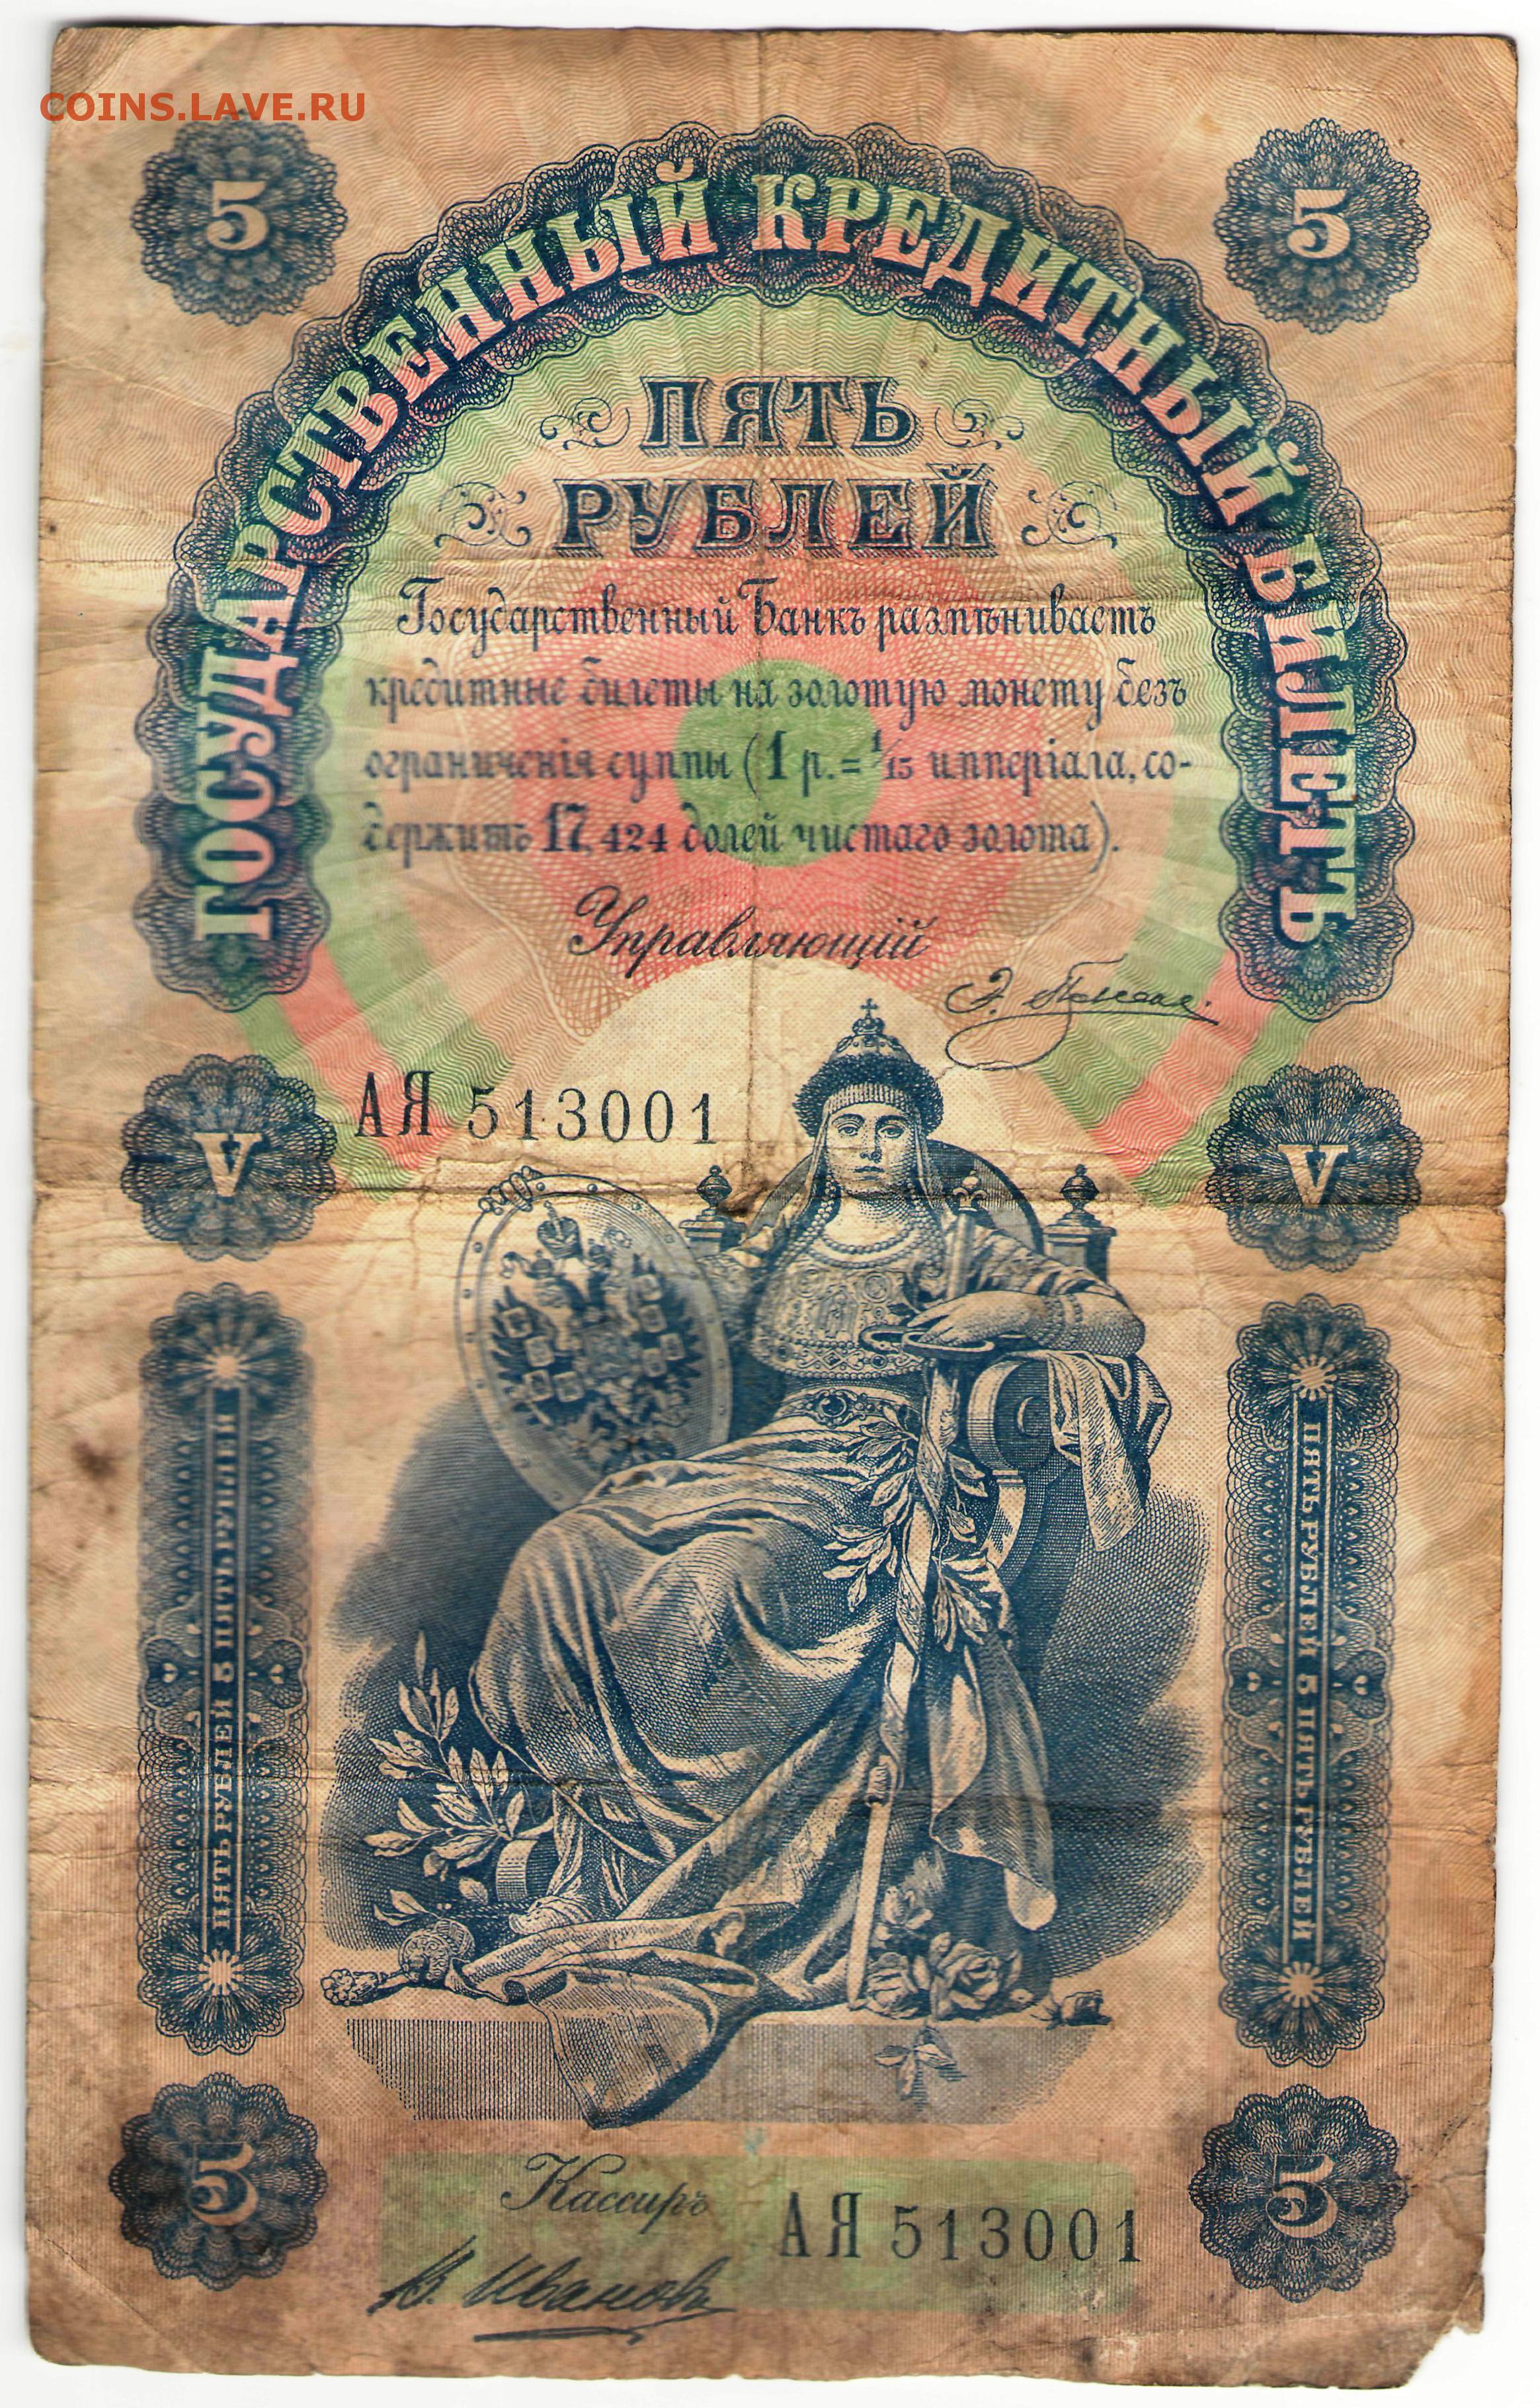 COINS.LAVE.RU
5
5
ГОСУДАРСТВЕННЫЙ КРЕДИТНЫЙ БИЛЕТЪ
ПЯТЬ
РУБЛЕЙ
Государственный Банкъ размѣниваетъ
кредитные билеты на золотую монету безъ
ограниченія суммы (1 р. = 1/15 имперіала, со-
держитъ 17,424 долей чистаго золота).
Управляющій
Э. Плеске.
АЯ 513001
V
V
ПЯТЬ РУБЛЕЙ 5 ПЯТЬ РУБЛЕЙ
ПЯТЬ РУБЛЕЙ 5 ПЯТЬ РУБЛЕЙ
5
5
Кассиръ
АЯ 513001
В. Ивановъ